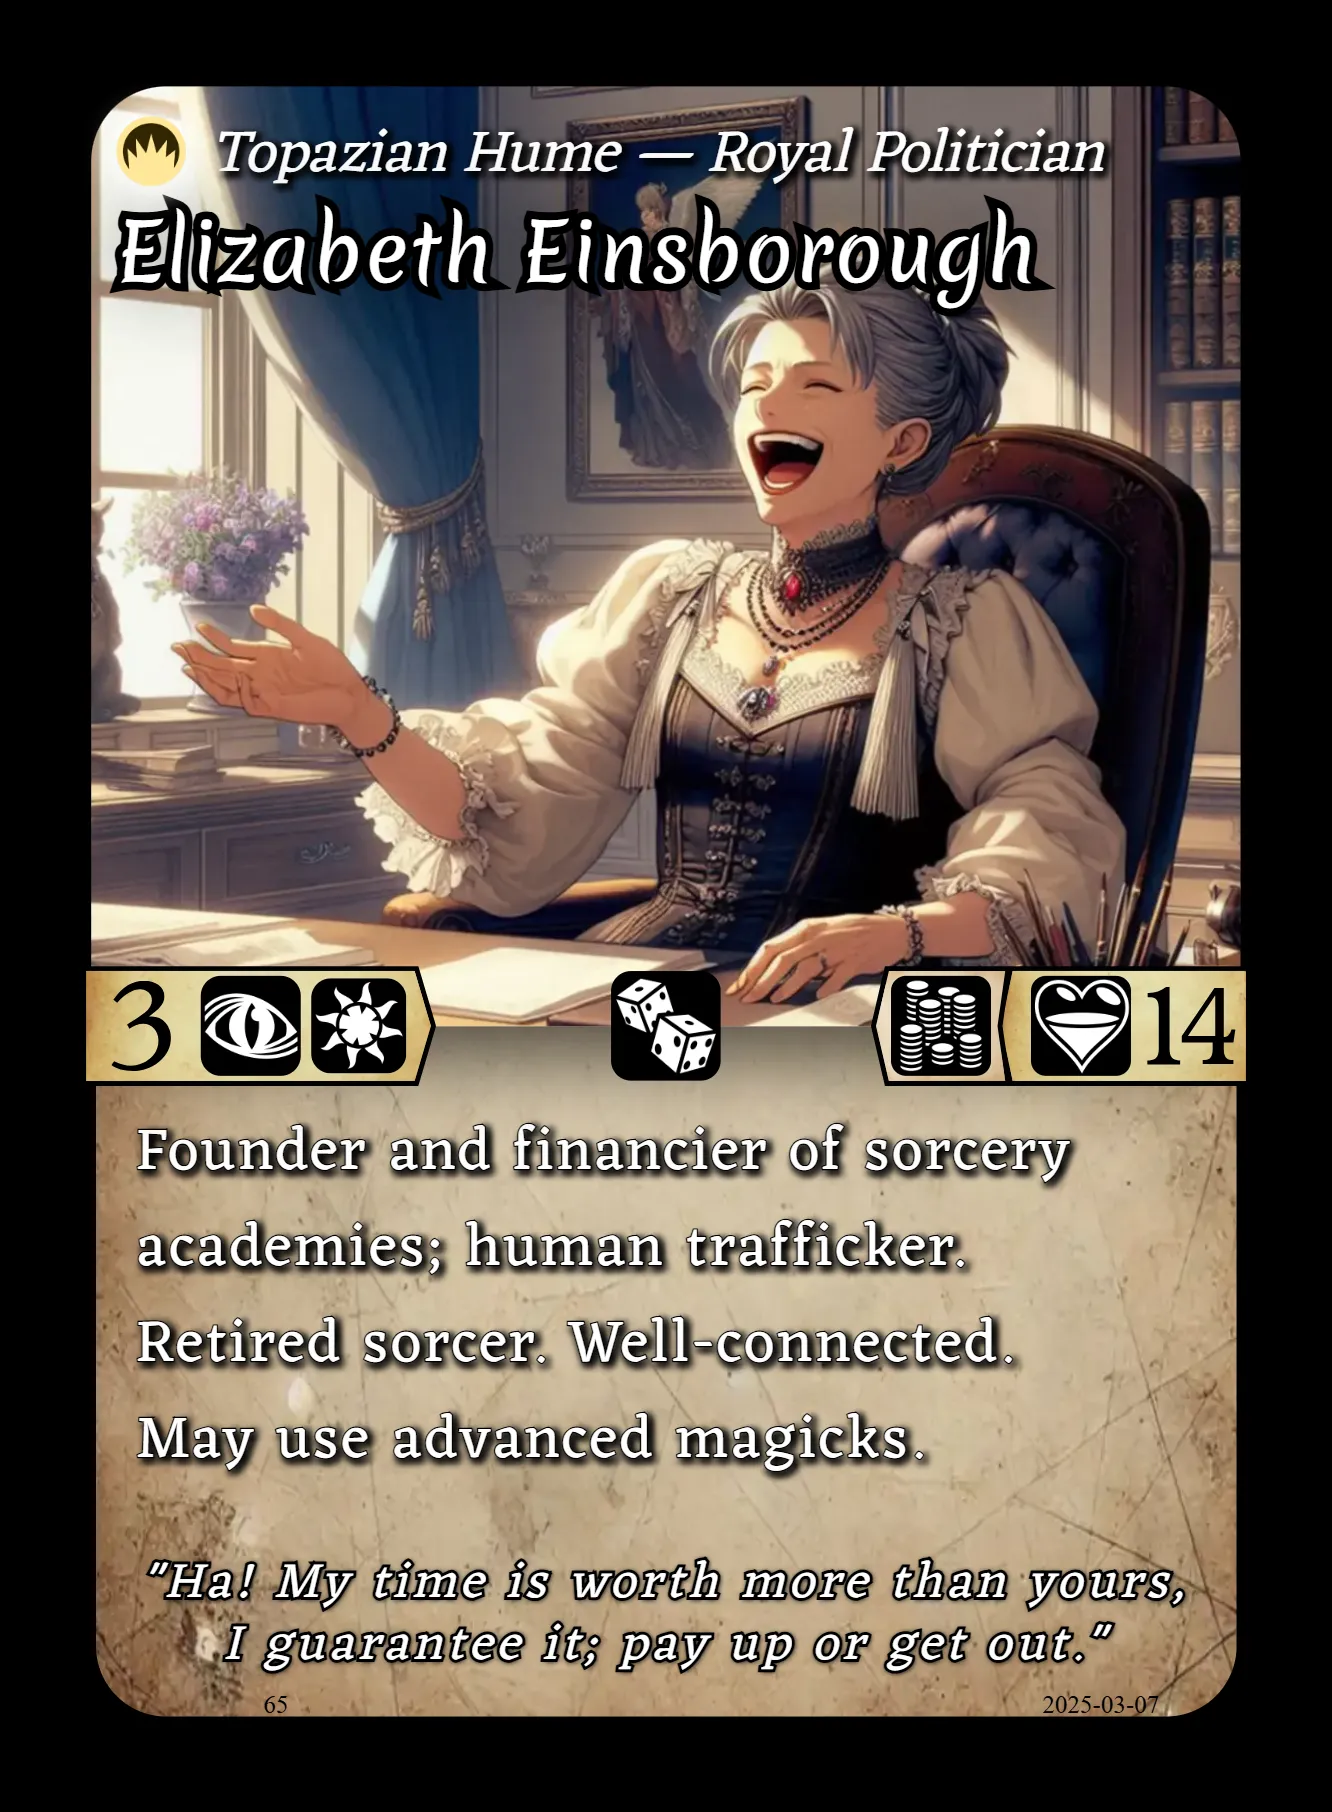 Topazian Hume — Royal Politician
Elizabeth Einsborough
3
14
Founder and financier of sorcery
academies; human trafficker.
Retired sorcer. Well-connected.
May use advanced magicks.
"Ha! My time is worth more than yours,
I guarantee it; pay up or get out."
65
2025-03-07